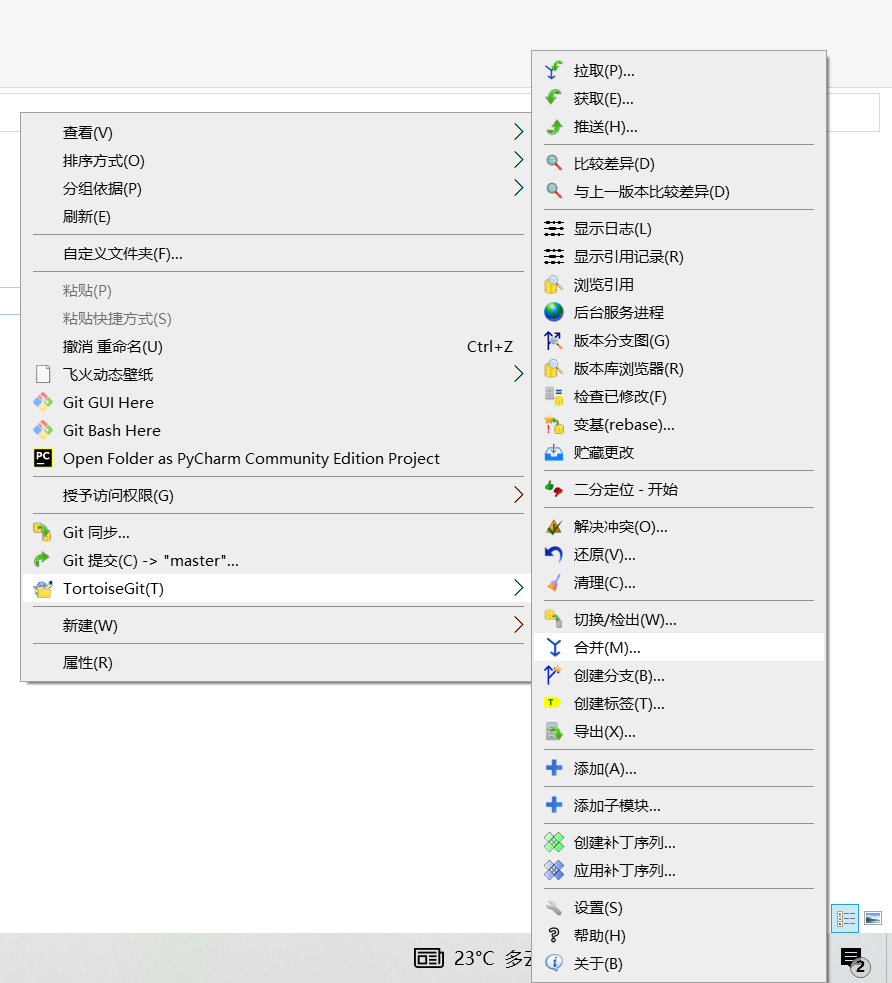 查看(V)
排序方式(O)
分组依据(P)
刷新(E)
自定义文件夹(F)...
粘贴(P)
粘贴快捷方式(S)
撤消 重命名(U) Ctrl+Z
飞火动态壁纸
Git GUI Here
Git Bash Here
PC
Open Folder as PyCharm Community Edition Project
授予访问权限(G)
Git 同步...
Git 提交(C) -> "master"...
TortoiseGit(T)
新建(W)
属性(R)
拉取(P)...
获取(E)...
推送(H)...
比较差异(D)
与上一版本比较差异(D)
显示日志(L)
显示引用记录(R)
浏览引用
后台服务进程
版本分支图(G)
版本库浏览器(R)
检查已修改(F)
变基(rebase)...
贮藏更改
二分定位 - 开始
解决冲突(O)...
还原(V)...
清理(C)...
切换/检出(W)...
合并(M)...
创建分支(B)...
T
创建标签(T)...
导出(X)...
添加(A)...
添加子模块...
创建补丁序列...
应用补丁序列...
设置(S)
帮助(H)
关于(B)
23°C 多
2